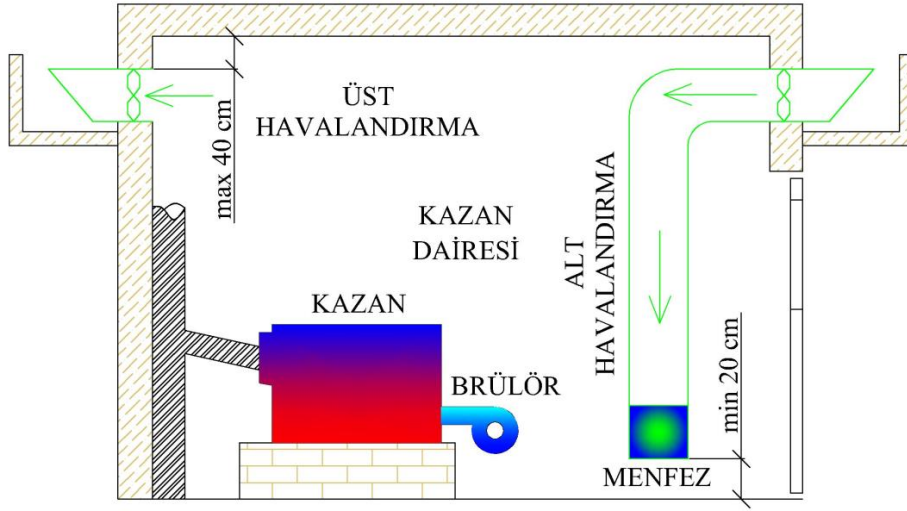 ÜST
HAVALANDIRMA
max 40 cm
KAZAN
DAİRESİ
ALT
HAVALANDIRMA
KAZAN
BRÜLÖR
min 20 cm
MENFEZ